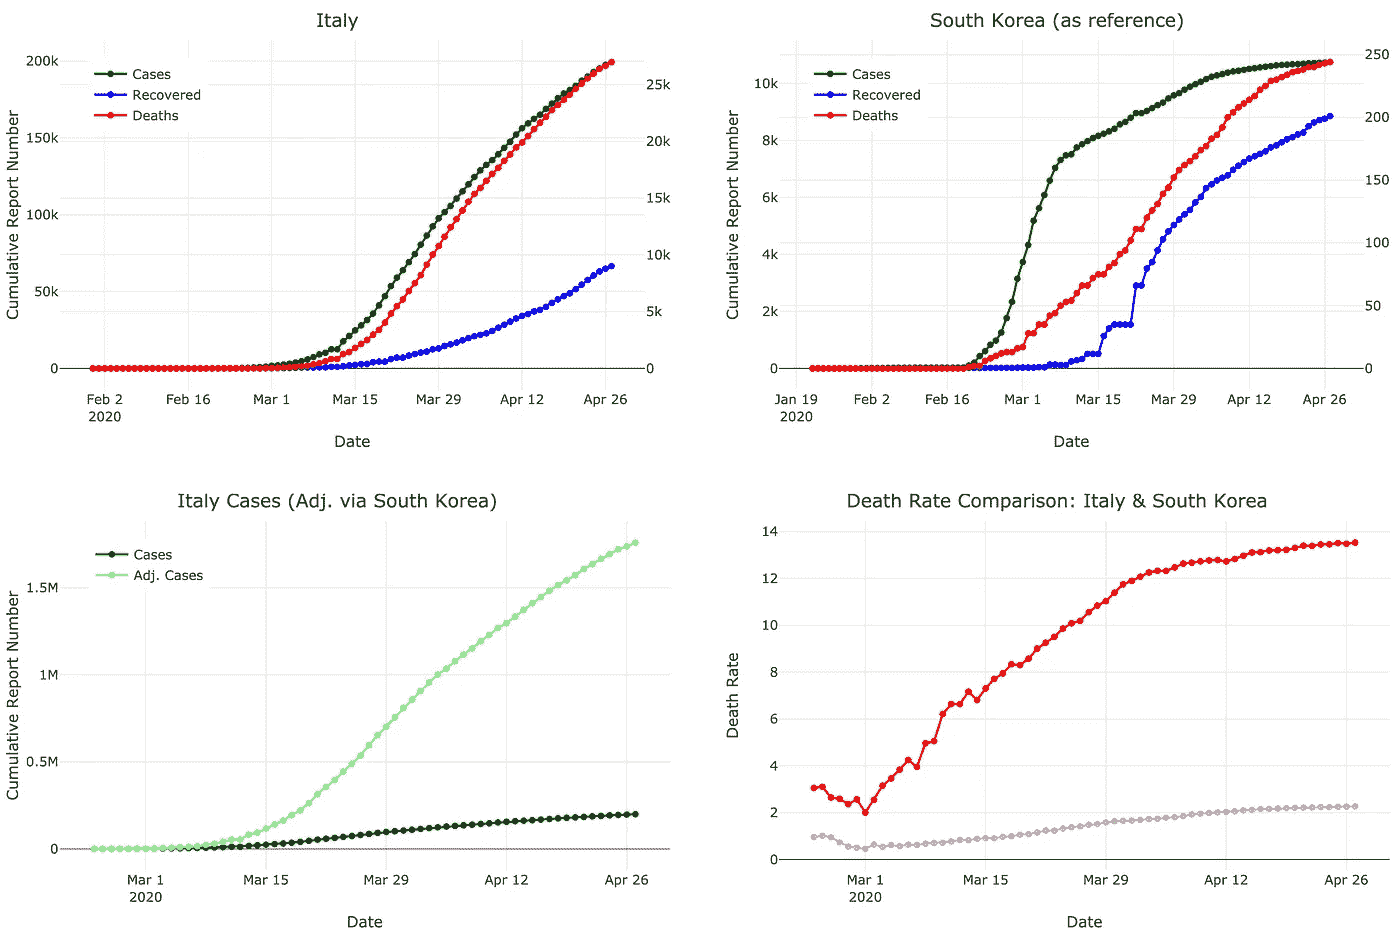 Italy
Cumulative Report Number
200k
150k
100k
50k
0
25k
20k
15k
10k
5k
0
Cases
Recovered
Deaths
Feb 2 Feb 16 Mar 1 Mar 15 Mar 29 Apr 12 Apr 26
2020
Date
South Korea (as reference)
Cumulative Report Number
10k
8k
6k
4k
2k
0
250
200
150
100
50
0
Cases
Recovered
Deaths
Jan 19 Feb 2 Feb 16 Mar 1 Mar 15 Mar 29 Apr 12 Apr 26
2020
Date
Italy Cases (Adj. via South Korea)
Cumulative Report Number
1.5M
1M
0.5M
0
Cases
Adj. Cases
Mar 1 Mar 15 Mar 29 Apr 12 Apr 26
2020
Date
Death Rate Comparison: Italy & South Korea
Death Rate
14
12
10
8
6
4
2
0
Mar 1 Mar 15 Mar 29 Apr 12 Apr 26
2020
Date